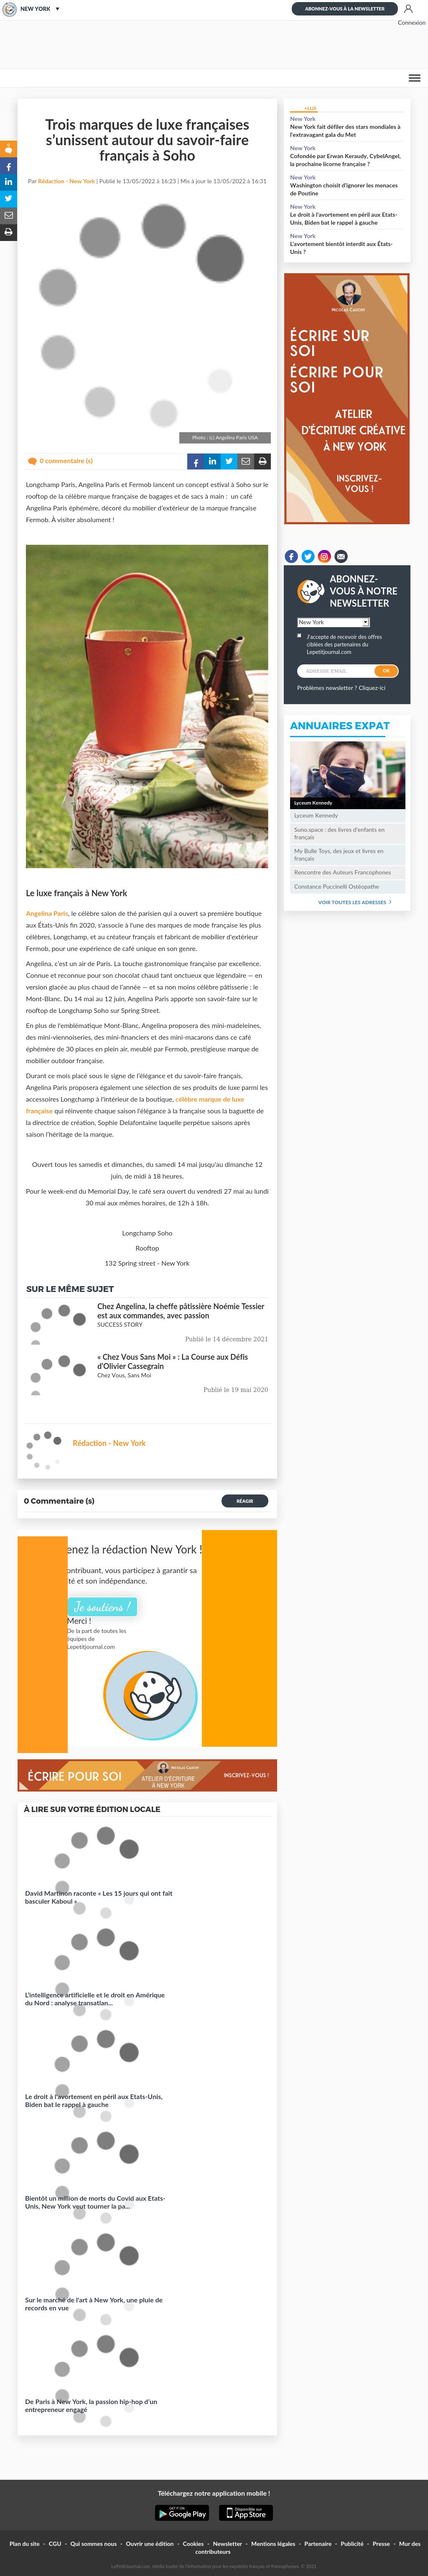 NEW YORK ▼
ABONNEZ-VOUS À LA NEWSLETTER
Connexion
Trois marques de luxe françaises
s’unissent autour du savoir-faire
français à Soho
Par Rédaction - New York | Publié le 13/05/2022 à 16:23 | Mis à jour le 13/05/2022 à 16:31
Photo : (c) Angelina Paris USA
0 commentaire (s)
Longchamp Paris, Angelina Paris et Fermob lancent un concept estival à Soho sur le
rooftop de la célèbre marque française de bagages et de sacs à main :  un café
Angelina Paris éphémère, décoré du mobilier d’extérieur de la marque française
Fermob. À visiter absolument !
Le luxe français à New York
Angelina Paris, le célèbre salon de thé parisien qui a ouvert sa première boutique
aux États-Unis fin 2020, s'associe à l'une des marques de mode française les plus
célèbres, Longchamp, et au créateur français et fabricant de mobilier d'extérieur
Fermob, pour une expérience de café unique en son genre.
Angelina, c’est un air de Paris. La touche gastronomique française par excellence.
Connue et reconnue pour son chocolat chaud tant onctueux que légendaire — en
version glacée au plus chaud de l’année — et sa non moins célèbre pâtisserie : le
Mont-Blanc. Du 14 mai au 12 juin, Angelina Paris apporte son savoir-faire sur le
rooftop de Longchamp Soho sur Spring Street.
En plus de l'emblématique Mont-Blanc, Angelina proposera des mini-madeleines,
des mini-viennoiseries, des mini-financiers et des mini-macarons dans ce café
éphémère de 30 places en plein air, meublé par Fermob, prestigieuse marque de
mobilier outdoor française.
Durant ce mois placé sous le signe de l’élégance et du savoir-faire français,
Angelina Paris proposera également une sélection de ses produits de luxe parmi les
accessoires Longchamp à l'intérieur de la boutique, célèbre marque de luxe
française qui réinvente chaque saison l'élégance à la française sous la baguette de
la directrice de création, Sophie Delafontaine laquelle perpétue saisons après
saison l’héritage de la marque.
Ouvert tous les samedis et dimanches, du samedi 14 mai jusqu'au dimanche 12
juin, de midi à 18 heures.
Pour le week-end du Memorial Day, le café sera ouvert du vendredi 27 mai au lundi
30 mai aux mêmes horaires, de 12h à 18h.
Longchamp Soho
Rooftop
132 Spring street - New York
SUR LE MÊME SUJET
Chez Angelina, la cheffe pâtissière Noémie Tessier
est aux commandes, avec passion
SUCCESS STORY
Publié le 14 décembre 2021
« Chez Vous Sans Moi » : La Course aux Défis
d’Olivier Cassegrain
Chez Vous, Sans Moi
Publié le 19 mai 2020
Rédaction - New York
0 Commentaire (s)
RÉAGIR
enez la rédaction New York !
ontribuant, vous participez à garantir sa
té et son indépendance.
Je soutiens !
Merci !
De la part de toutes les
équipes de
Lepetitjournal.com
ÉCRIRE POUR SOI
NICOLAS CASTET
ATELIER D'ÉCRITURE
À NEW YORK
INSCRIVEZ-VOUS !
À LIRE SUR VOTRE ÉDITION LOCALE
David Martinon raconte « Les 15 jours qui ont fait
basculer Kaboul »
L’Intelligence artificielle et le droit en Amérique
du Nord : analyse transatlan...
Le droit à l'avortement en péril aux Etats-Unis,
Biden bat le rappel à gauche
Bientôt un million de morts du Covid aux Etats-
Unis, New York veut tourner la pa...
Sur le marché de l'art à New York, une pluie de
records en vue
De Paris à New York, la passion hip-hop d'un
entrepreneur engagé
+LUS
New York
New York fait défiler des stars mondiales à
l'extravagant gala du Met
New York
Cofondée par Erwan Keraudy, CybelAngel,
la prochaine licorne française ?
New York
Washington choisit d’ignorer les menaces
de Poutine
New York
Le droit à l'avortement en péril aux Etats-
Unis, Biden bat le rappel à gauche
New York
L'avortement bientôt interdit aux États-
Unis ?
NICOLAS CASTET
ÉCRIRE SUR
SOI
ÉCRIRE POUR
SOI
ATELIER
D'ÉCRITURE CRÉATIVE
À NEW YORK
INSCRIVEZ-
VOUS !
ABONNEZ-
VOUS À NOTRE
NEWSLETTER
New York
J'accepte de recevoir des offres
ciblées des partenaires du
Lepetitjournal.com
ADRESSE EMAIL
OK
Problèmes newsletter ? Cliquez-ici
ANNUAIRES EXPAT
Lyceum Kennedy
Lyceum Kennedy
Suno.space : des livres d'enfants en
français
My Bulle Toys, des jeux et livres en
français
Rencontre des Auteurs Francophones
Constance Puccinelli Ostéopathe
VOIR TOUTES LES ADRESSES
Téléchargez notre application mobile !
GET IT ON
Google Play
Disponible sur
App Store
Plan du site - CGU - Qui sommes nous - Ouvrir une édition - Cookies - Newsletter - Mentions légales - Partenaire - Publicité - Presse - Mur des
contributeurs
LePetitJournal.com, média leader de l'information pour les expatriés français et francophones. © 2022